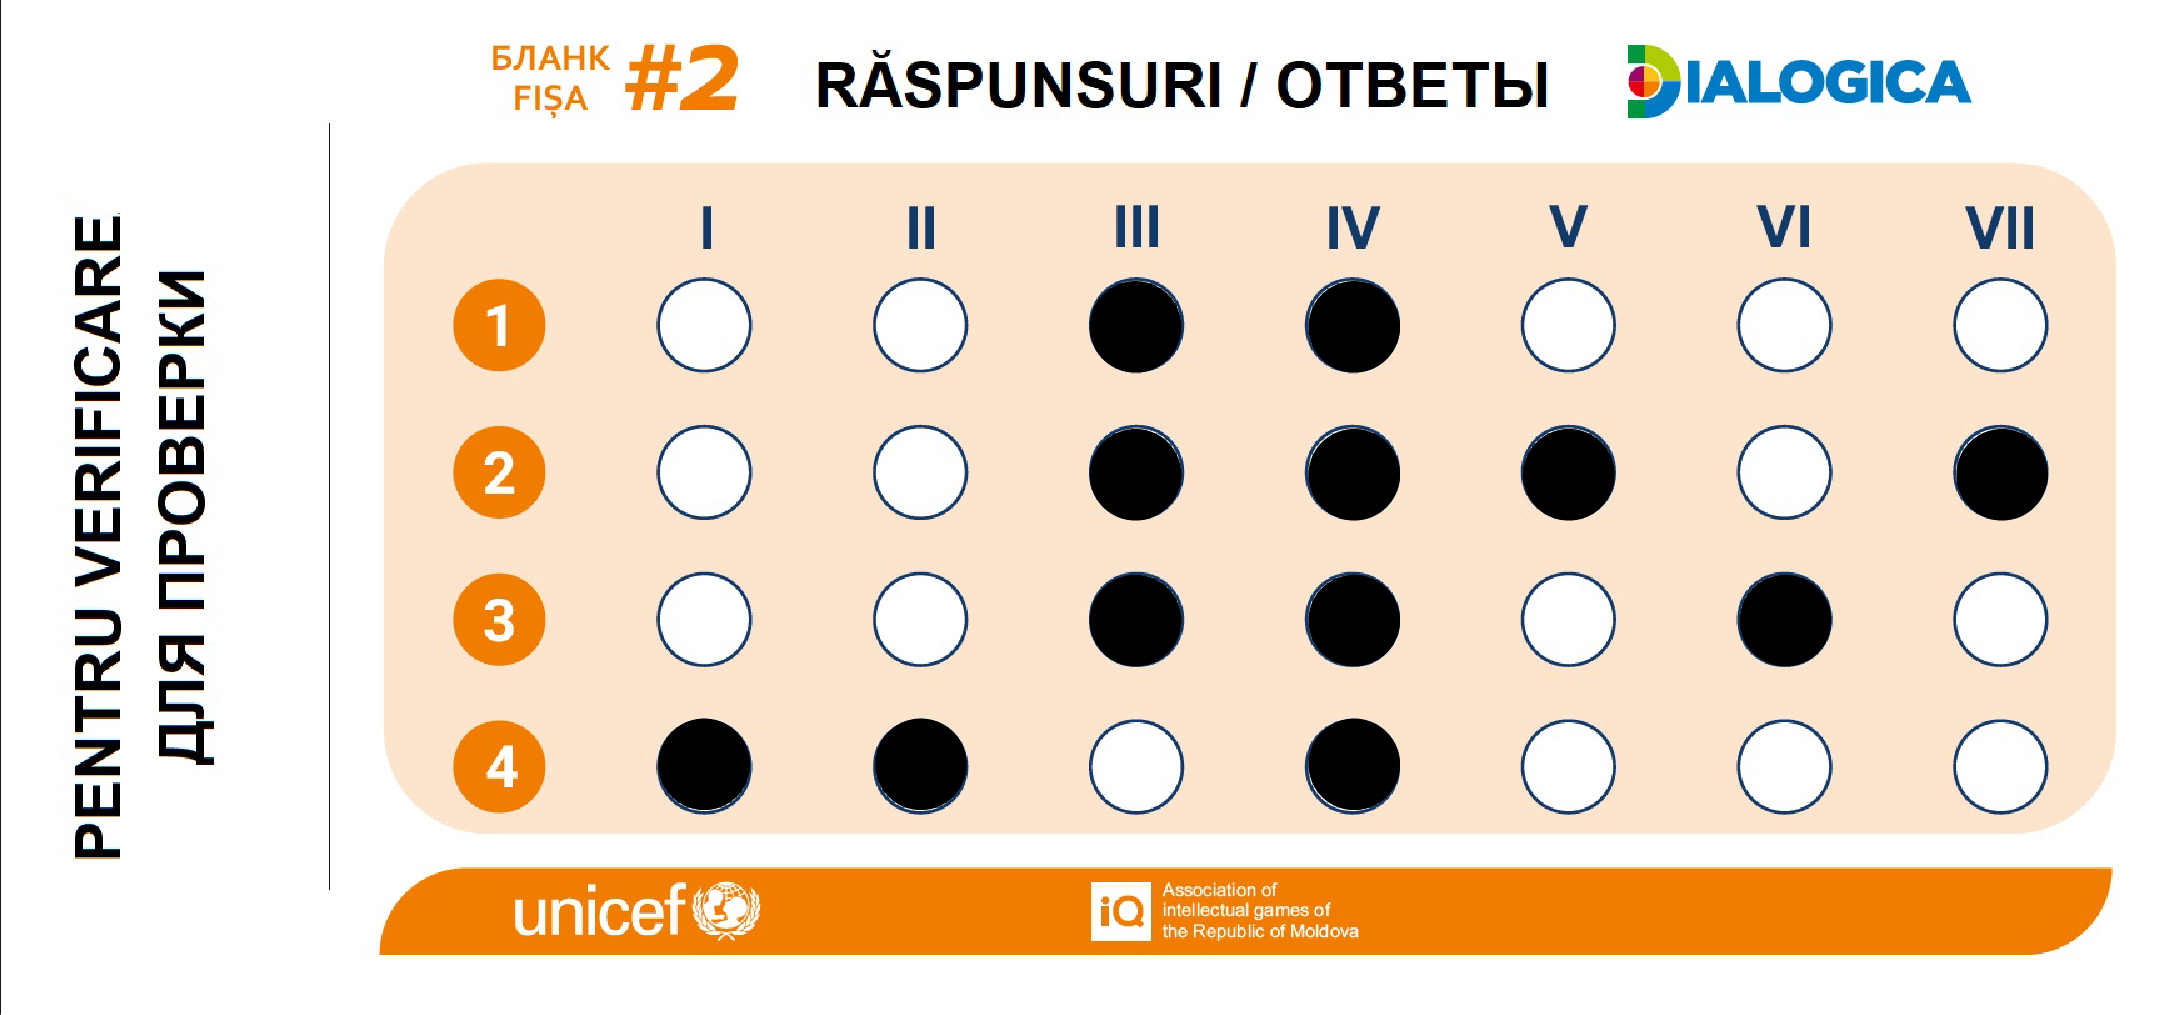 БЛАНК
FIȘA
#2
RĂSPUNSURI / ОТВЕТЫ
DIALOGICA
PENTRU VERIFICARE
ДЛЯ ПРОВЕРКИ
I II III IV V VI VII
1
2
3
4
unicef
iQ
Association of
intellectual games of
the Republic of Moldova